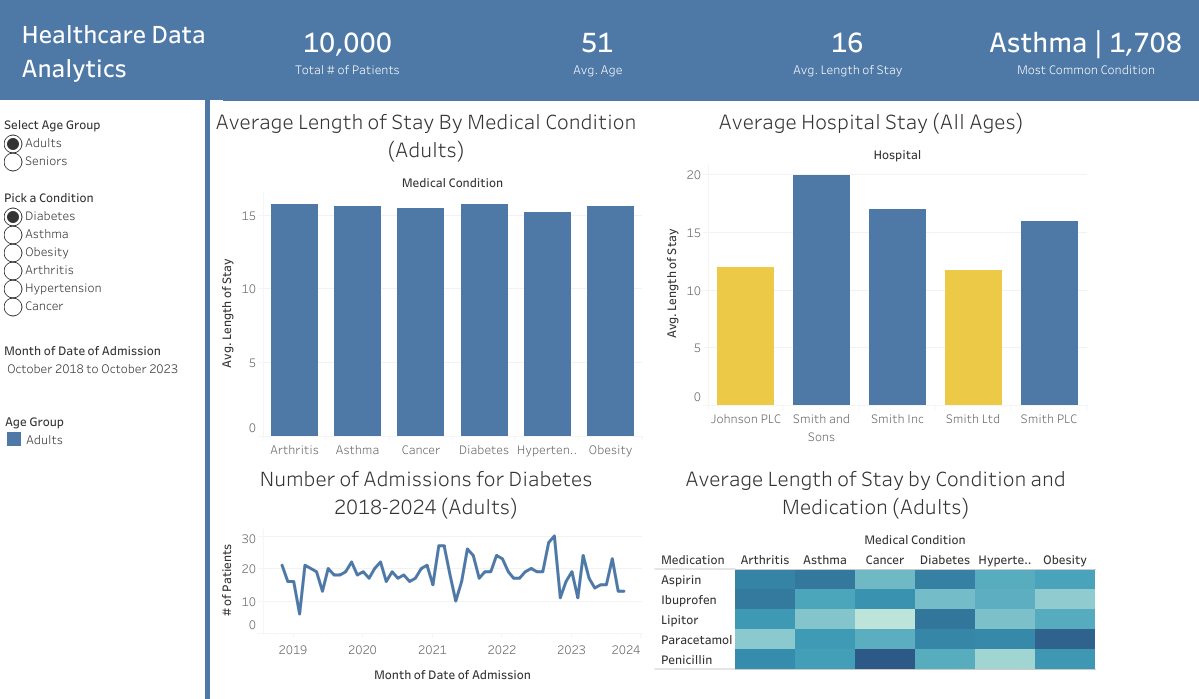 Healthcare Data
Analytics
10,000
Total # of Patients
51
Avg. Age
16
Avg. Length of Stay
Asthma | 1,708
Most Common Condition
Select Age Group
Adults
Seniors
Pick a Condition
Diabetes
Asthma
Obesity
Arthritis
Hypertension
Cancer
Month of Date of Admission
October 2018 to October 2023
Age Group
Adults
Average Length of Stay By Medical Condition
(Adults)
Medical Condition
Avg. Length of Stay
15
10
5
0
Arthritis Asthma Cancer Diabetes Hyperten.. Obesity
Average Hospital Stay (All Ages)
Hospital
Avg. Length of Stay
20
15
10
5
0
Johnson PLC Smith and Smith Inc Smith Ltd Smith PLC
Sons
Number of Admissions for Diabetes
2018-2024 (Adults)
# of Patients
30
20
10
0
2019 2020 2021 2022 2023 2024
Month of Date of Admission
Average Length of Stay by Condition and
Medication (Adults)
Medical Condition
Medication Arthritis Asthma Cancer Diabetes Hyperte.. Obesity
Aspirin
Ibuprofen
Lipitor
Paracetamol
Penicillin